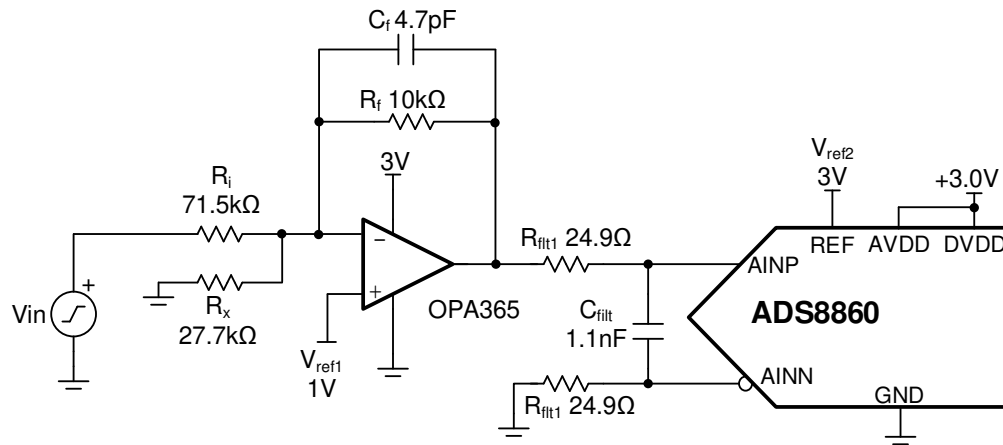 Cf 4.7pF
Rf 10kΩ
3V
Ri
71.5kΩ
Rx
27.7kΩ
Vin
+
−
+
OPA365
Vref1
1V
Rflt1 24.9Ω
Cfilt
1.1nF
Rflt1 24.9Ω
Vref2
3V
+3.0V
REF
AVDD
DVDD
AINP
ADS8860
AINN
GND